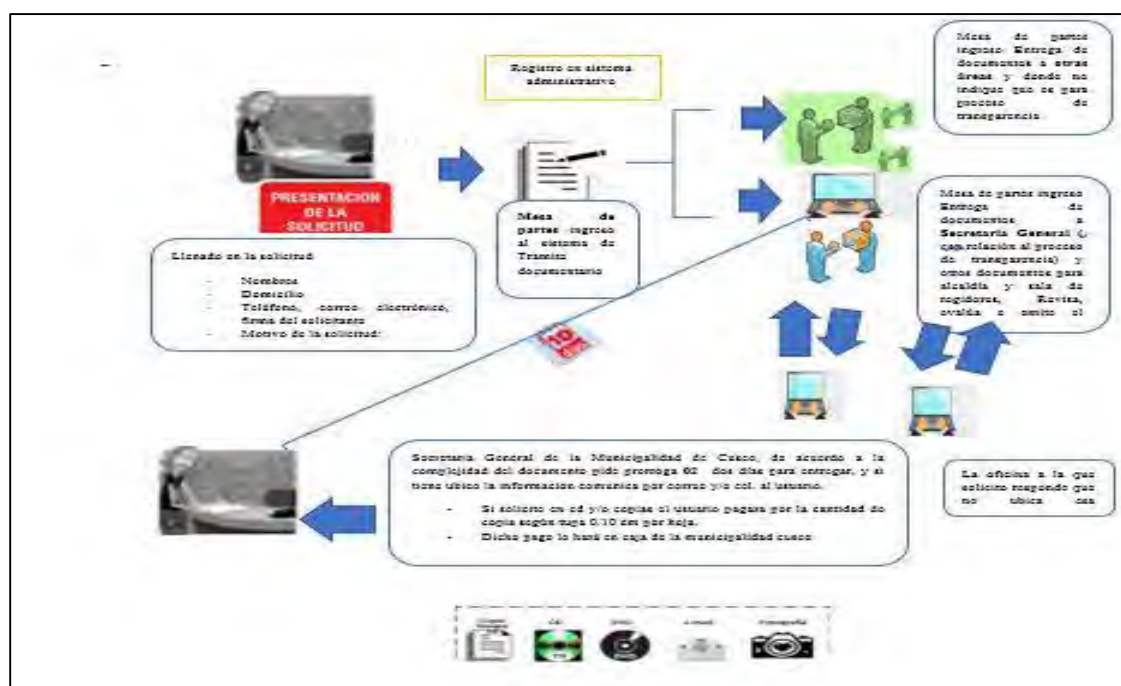 Registro en sistema
administrativo
Mesa de partes
ingreso Entrega de
documentos a otras
áreas y donde no
indique que es para
proceso de
transparencia
PRESENTACION
DE LA
SOLICITUD
Mesa de
partes ingreso
al sistema de
Tramite
documentario
Mesa de partes ingreso
Entrega de
documentos a
Secretaria General (
relación al proceso
de transparencia) y
otros documentos para
alcaldía y sala de
regidores, Revisa,
evalúa e emite el
Llenado en la solicitud
- Nombres
- Domicilio
- Teléfono, correo electrónico,
firma del solicitante
- Motivo de la solicitud:
10
Secretaria General de la Municipalidad de Cusco, de acuerdo a la
complejidad del documento pide prorroga 02 dos días para entregar, y si
tiene ubico la información comunica por correo y/o cel. al usuario.
- Si solicito en cd y/o copias el usuario pagara por la cantidad de
copia según tupa 0.10 por hoja.
- Dicho pago lo hará en caja de la municipalidad cusco
La oficina a la que
solicito responde que
no ubica
CD